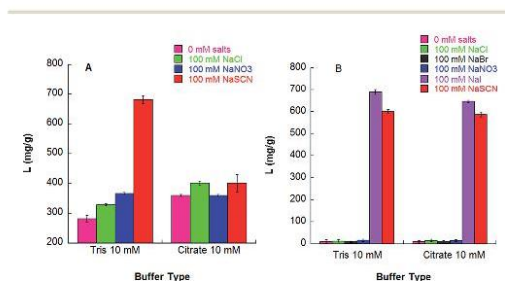 A
0 mM salts
100 mM NaCl
100 mM NaNO3
100 mM NaSCN
800
700
600
500
400
300
200
L (mg/g)
Tris 10 mM
Citrate 10 mM
Buffer Type
B
0 mM salts
100 mM NaCl
100 mM NaBr
100 mM NaNO3
100 mM NaI
100 mM NaSCN
800
700
600
500
400
300
200
100
0
L (mg/g)
Tris 10 mM
Citrate 10 mM
Buffer Type